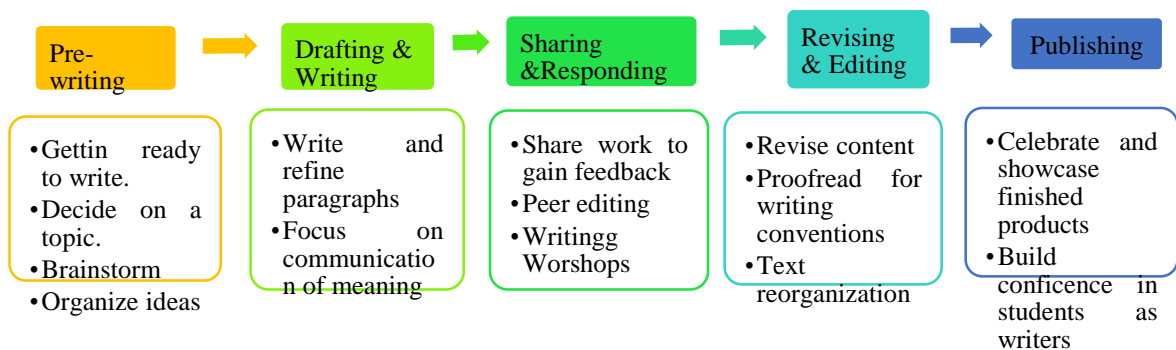 Pre-
writing
Drafting &
Writing
Sharing
&Responding
Revising
& Editing
Publishing
•Gettin ready
to write.
•Decide on a
topic.
•Brainstorm
•Organize ideas
•Write and
refine
paragraphs
•Focus on
communicatio
n of meaning
•Share work to
gain feedback
•Peer editing
•Writingg
Worshops
•Revise content
•Proofread for
writing
conventions
•Text
reorganization
•Celebrate and
showcase
finished
products
•Build
conficence in
students as
writers